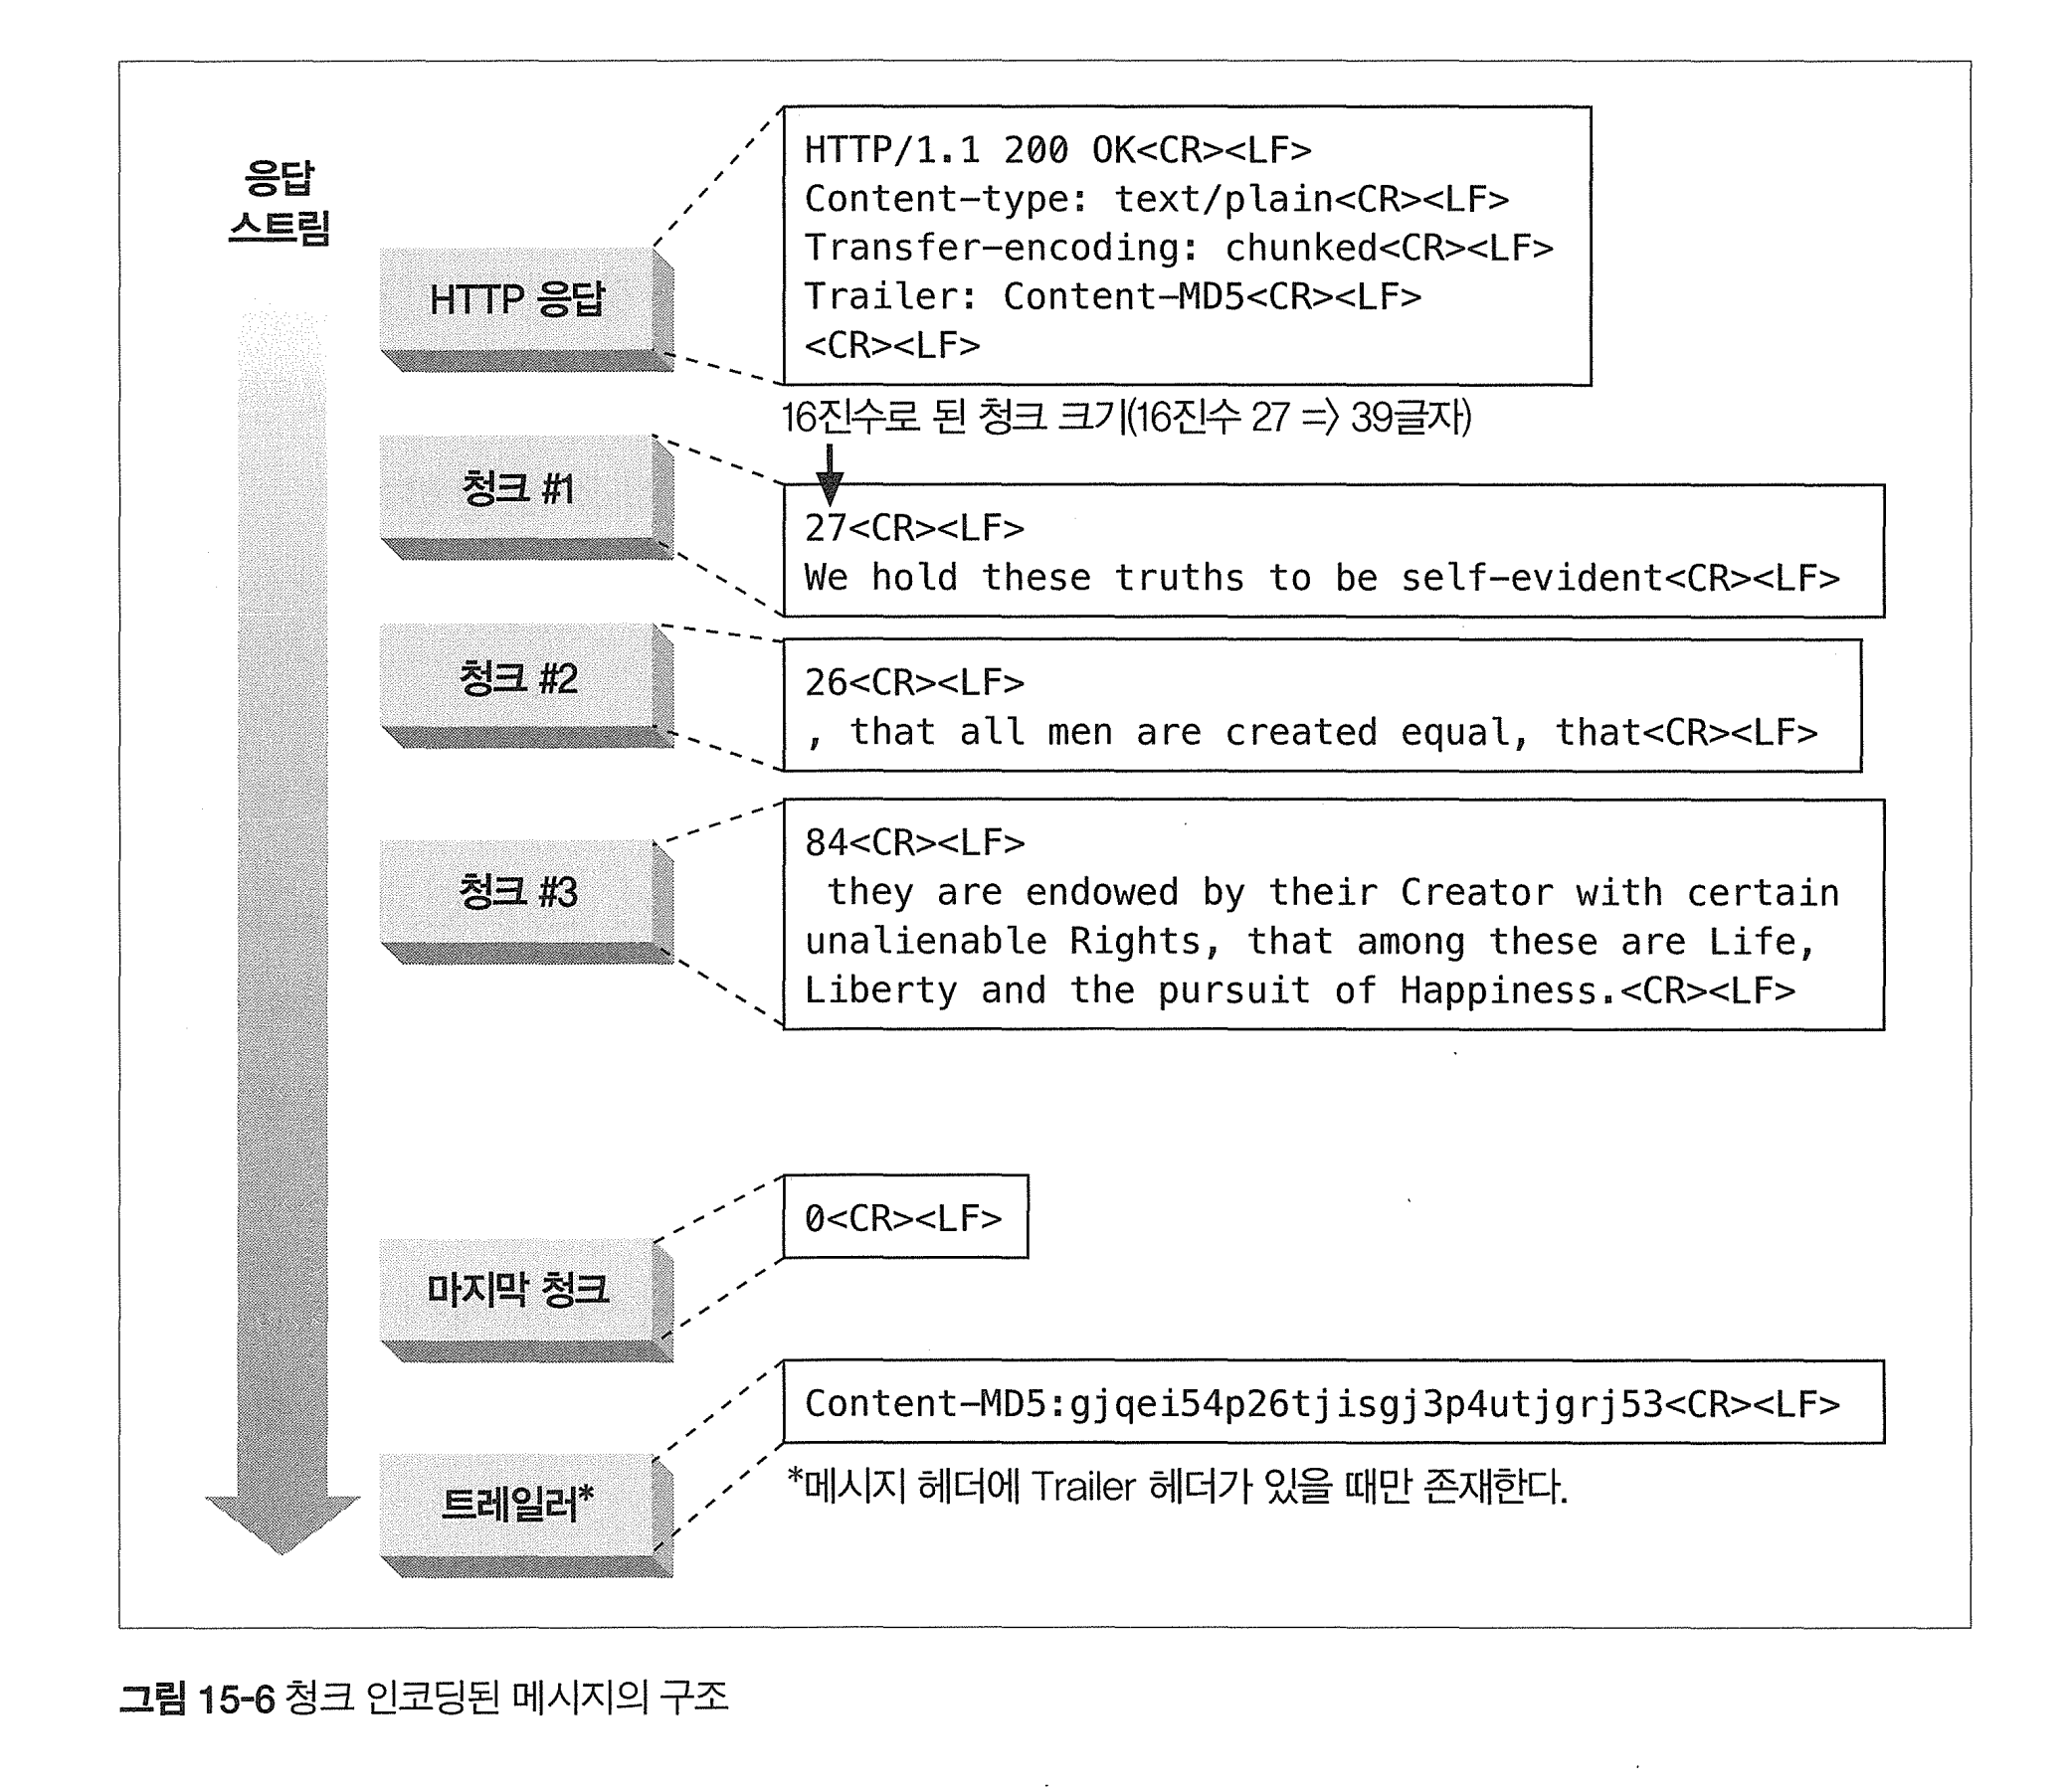 응답
스트림
HTTP 응답
HTTP/1.1 200 OK<CR><LF>
Content-type: text/plain<CR><LF>
Transfer-encoding: chunked<CR><LF>
Trailer: Content-MD5<CR><LF>
<CR><LF>
16진수로 된 청크 크기(16진수 27 => 39글자)
청크 #1
27<CR><LF>
We hold these truths to be self-evident<CR><LF>
청크 #2
26<CR><LF>
, that all men are created equal, that<CR><LF>
청크 #3
84<CR><LF>
they are endowed by their Creator with certain
unalienable Rights, that among these are Life,
Liberty and the pursuit of Happiness.<CR><LF>
마지막 청크
0<CR><LF>
트레일러*
Content-MD5:gjqei54p26tjisgj3p4utjgrj53<CR><LF>
*메시지 헤더에 Trailer 헤더가 있을 때만 존재한다.
그림 15-6 청크 인코딩된 메시지의 구조